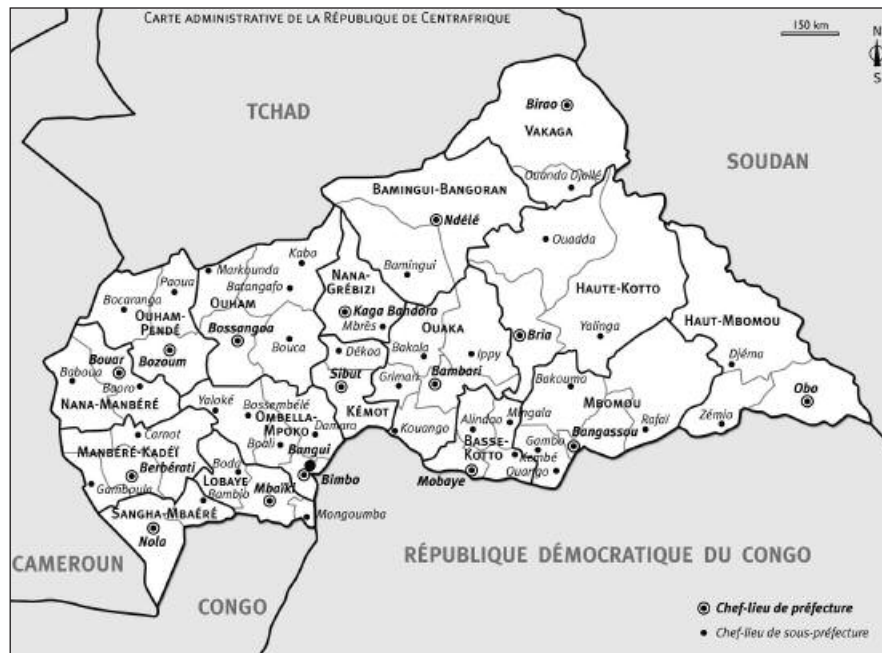 CARTE ADMINISTRATIVE DE LA RÉPUBLIQUE DE CENTRAFRIQUE
150 km
N
S
TCHAD
SOUDAN
Birao
VAKAGA
Ouanda Djallé
BAMINGUI-BANGORAN
Ndélé
Bamingui
Ouadda
HAUTE-KOTTO
Yalinga
Bria
Kaba
Markounda
Batangafo
OUHAM
Bossangoa
Bouca
NANA-
GRÉBIZI
Kaga Bandoro
Mbrès
Paoua
Bocaranga
OUHAM-
PENDÉ
Bozoum
OUAKA
Bakala
Ippy
Grimari
Bambari
Kouango
HAUT-MBOMOU
Djéma
Obo
Zémio
Bouar
Baboua
Baoro
NANA-MANBÉRÉ
Dékoa
Sibut
KÉMOT
Yaloké
Bossembélé
OMBELLA-
MPOKO
Damara
Boali
Bangui
Bimbo
Bakouma
MBOMOU
Rafaï
Bangassou
Alindao
Mingala
BASSE-
KOTTO
Gambo
Kembé
Ouango
Mobaye
Carnot
MANBÉRÉ-KADÉÏ
Berbérati
Gamboula
Boda
LOBAYE
Mbaïki
Bambio
Mongoumba
SANGHA-MBAÉRÉ
Nola
CAMEROUN
CONGO
RÉPUBLIQUE DÉMOCRATIQUE DU CONGO
Chef-lieu de préfecture
Chef-lieu de sous-préfecture